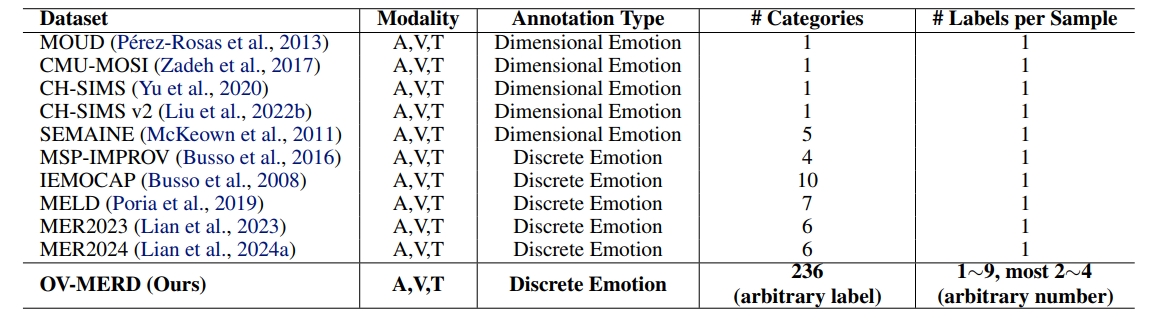 Dataset Modality Annotation Type # Categories # Labels per Sample
MOUD (Pérez-Rosas et al., 2013) A,V,T Dimensional Emotion 1 1
CMU-MOSI (Zadeh et al., 2017) A,V,T Dimensional Emotion 1 1
CH-SIMS (Yu et al., 2020) A,V,T Dimensional Emotion 1 1
CH-SIMS v2 (Liu et al., 2022b) A,V,T Dimensional Emotion 1 1
SEMAINE (McKeown et al., 2011) A,V,T Dimensional Emotion 5 1
MSP-IMPROV (Busso et al., 2016) A,V,T Discrete Emotion 4 1
IEMOCAP (Busso et al., 2008) A,V,T Discrete Emotion 10 1
MELD (Poria et al., 2019) A,V,T Discrete Emotion 7 1
MER2023 (Lian et al., 2023) A,V,T Discrete Emotion 6 1
MER2024 (Lian et al., 2024a) A,V,T Discrete Emotion 6 1
OV-MERD (Ours) A,V,T Discrete Emotion 236 1∼9, most 2∼4
(arbitrary label) (arbitrary number)